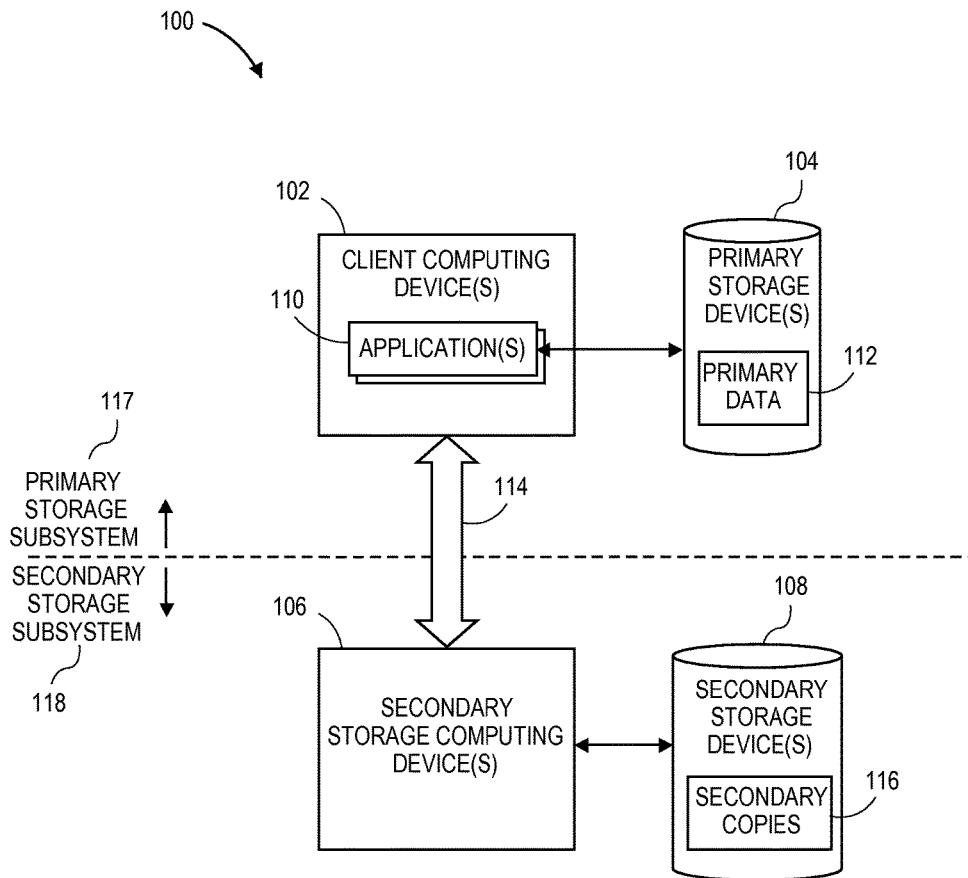 100
102
104
CLIENT COMPUTING
DEVICE(S)
110
APPLICATION(S)
PRIMARY
STORAGE
DEVICE(S)
PRIMARY
DATA
112
117
PRIMARY
STORAGE
SUBSYSTEM
114
SECONDARY
STORAGE
SUBSYSTEM
118
106
108
SECONDARY
STORAGE COMPUTING
DEVICE(S)
SECONDARY
STORAGE
DEVICE(S)
SECONDARY
COPIES
116